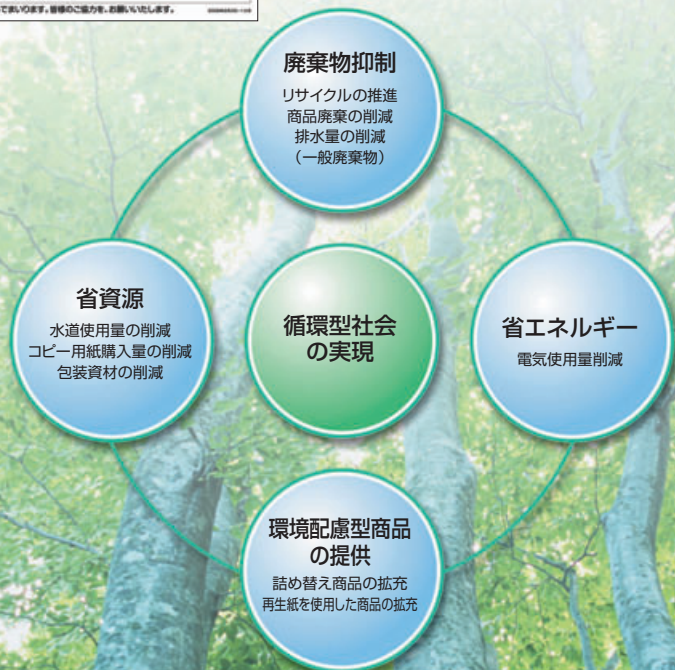 てまいります。皆様のご協力を、お願いいたします。
廃棄物抑制
リサイクルの推進
商品廃棄の削減
排水量の削減
(一般廃棄物)
省資源
水道使用量の削減
コピー用紙購入量の削減
包装資材の削減
循環型社会
の実現
省エネルギー
電気使用量削減
環境配慮型商品
の提供
詰め替え商品の拡充
再生紙を使用した商品の拡充